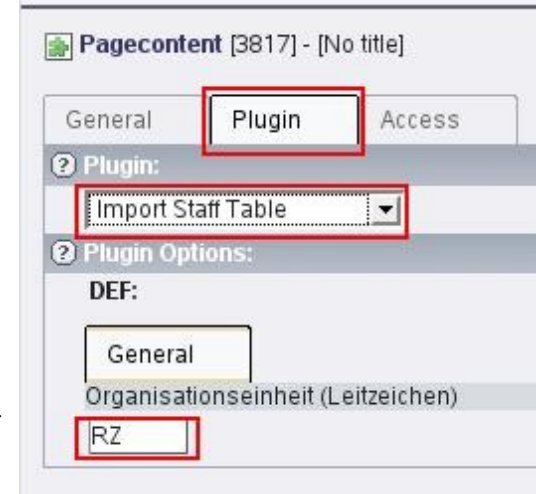 Pagecontent [3817] - [No title]
General Plugin Access
? Plugin:
Import Staff Table
? Plugin Options:
DEF:
General
Organisationseinheit (Leitzeichen)
RZ